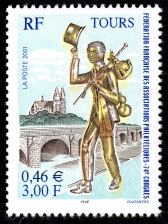 RF TOURS
LA POSTE 2001
FÉDÉRATION FRANÇAISE DES ASSOCIATIONS PHILATÉLIQUES - 74e CONGRÈS
0,46 €
3,00 F